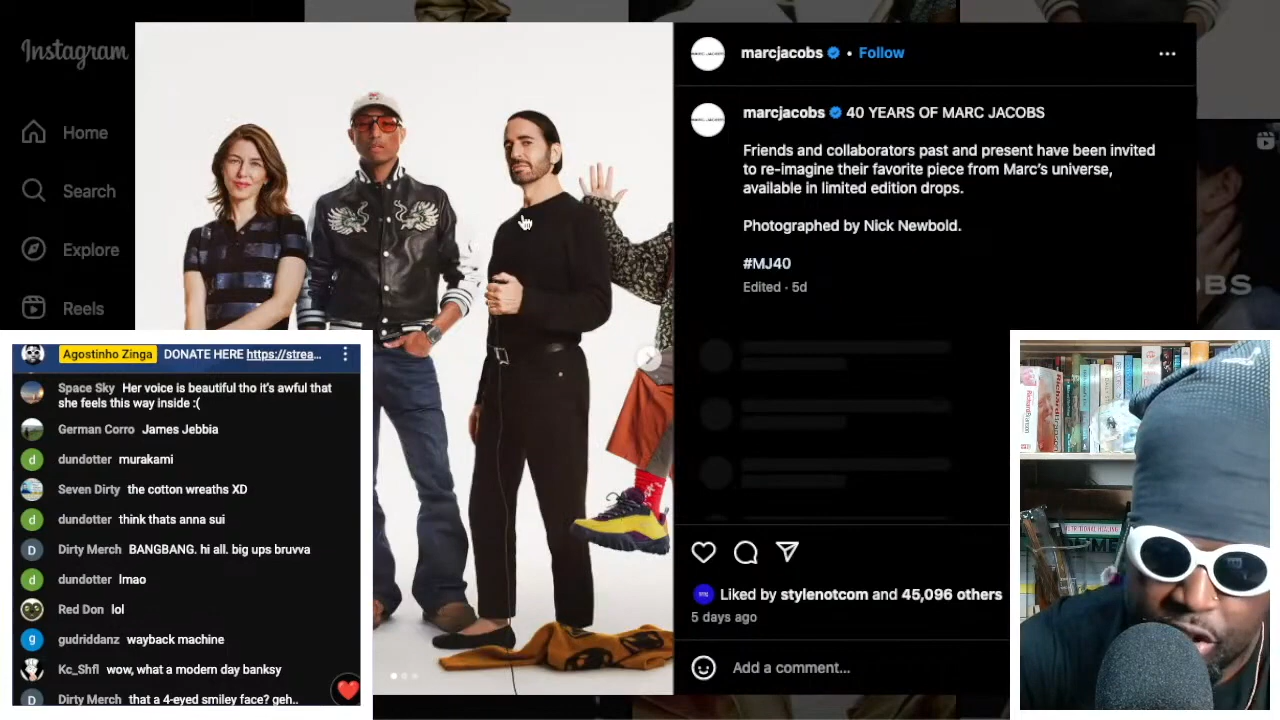 Instagram
Home
Search
Explore
Reels
marcjacobs • Follow
marcjacobs 40 YEARS OF MARC JACOBS
Friends and collaborators past and present have been invited
to re-imagine their favorite piece from Marc's universe,
available in limited edition drops.
Photographed by Nick Newbold.
#MJ40
Edited · 5d
OBS
Liked by stylenotcom and 45,096 others
5 days ago
Add a comment...
Agostinho Zinga DONATE HERE https://strea...
Space Sky Her voice is beautiful tho it's awful that
she feels this way inside :(
German Corro James Jebbia
dundotter murakami
Seven Dirty the cotton wreaths XD
dundotter think thats anna sui
Dirty Merch BANGBANG. hi all. big ups bruvva
dundotter lmao
Red Don lol
gudriddanz wayback machine
Kc_Shfl wow, what a modern day banksy
Dirty Merch that a 4-eyed smiley face? geh..